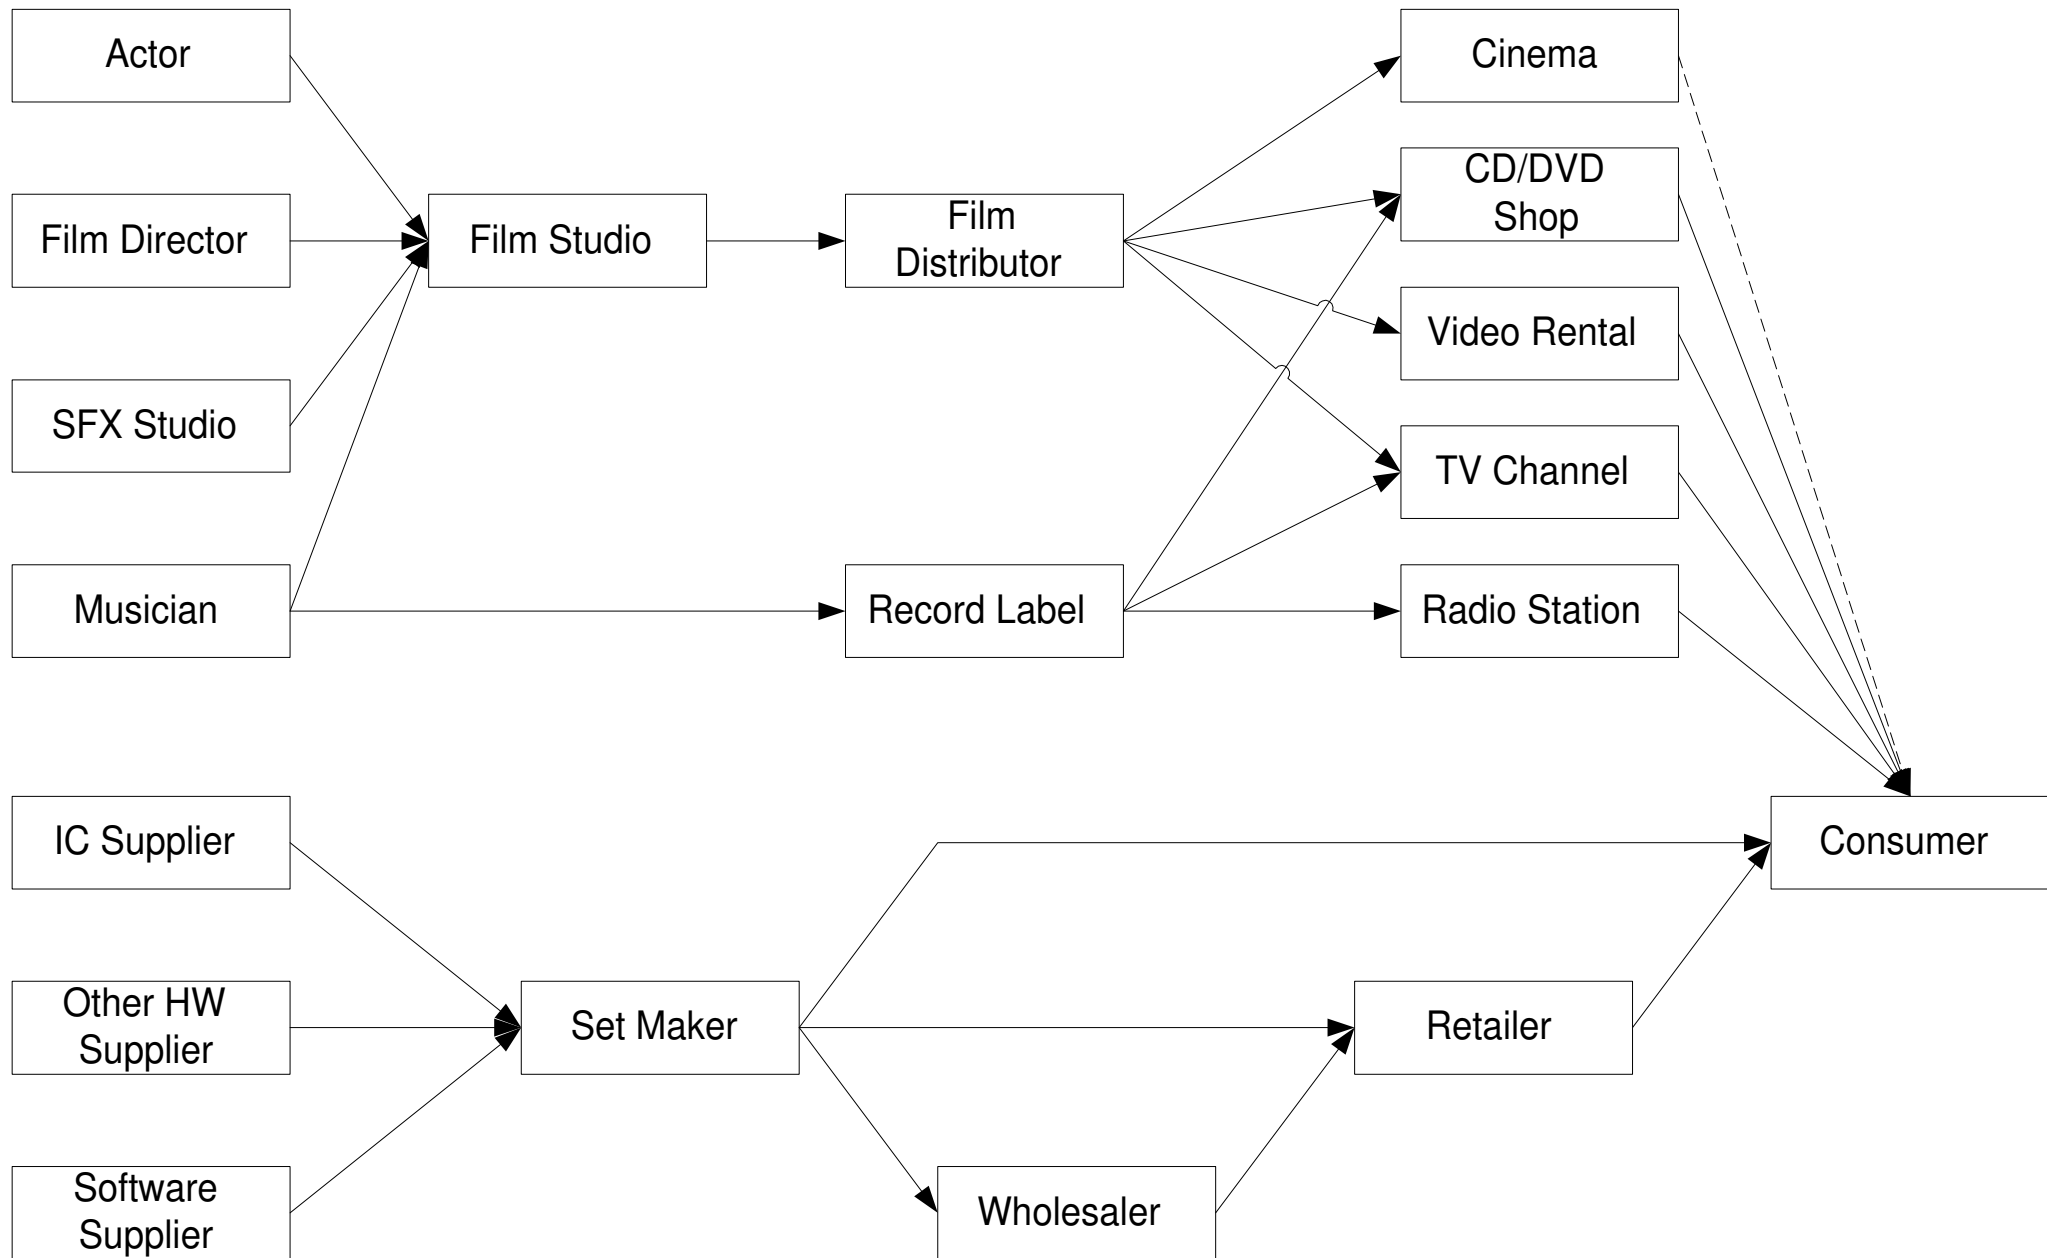 Actor
Cinema
CD/DVD
Shop
Film Director
Film Studio
Film
Distributor
Video Rental
SFX Studio
TV Channel
Musician
Record Label
Radio Station
IC Supplier
Consumer
Other HW
Supplier
Set Maker
Retailer
Software
Supplier
Wholesaler